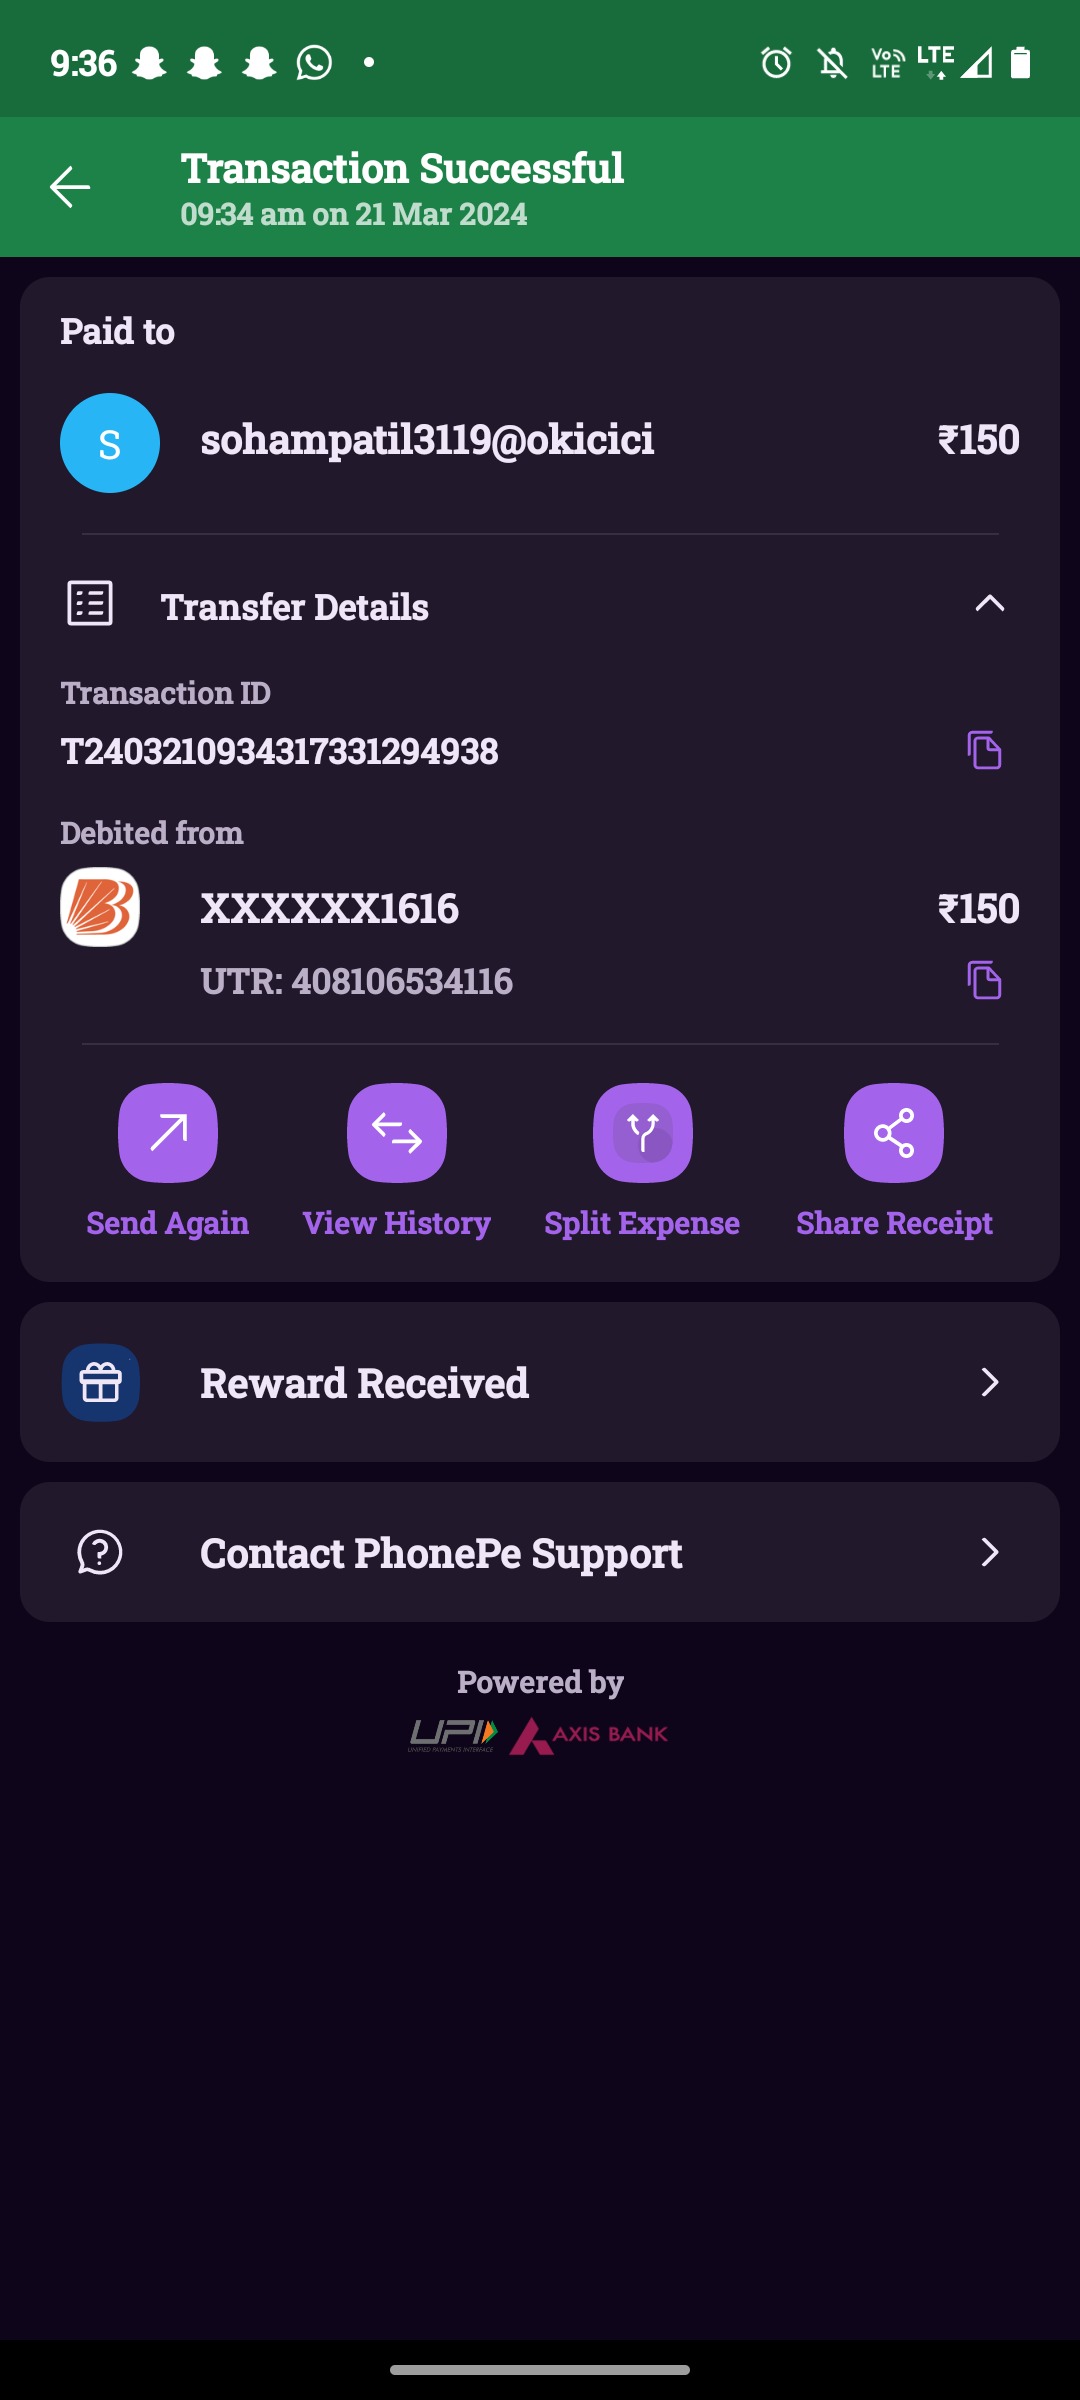 9:36
Vo LTE LTE
Transaction Successful
09:34 am on 21 Mar 2024
Paid to
S sohampatil3119@okicici ₹150
Transfer Details
Transaction ID
T2403210934317331294938
Debited from
XXXXXX1616 ₹150
UTR: 408106534116
Send Again View History Split Expense Share Receipt
Reward Received
Contact PhonePe Support
Powered by
UPI AXIS BANK
UNIFIED PAYMENTS INTERFACE